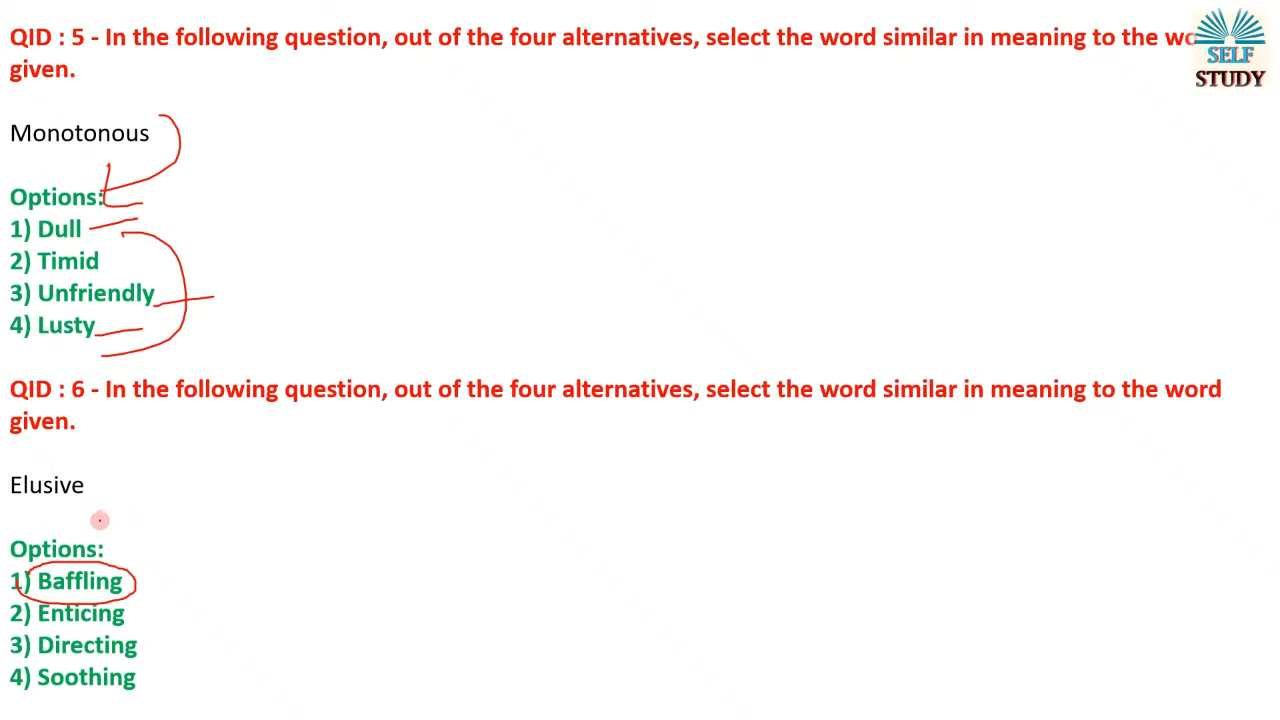 QID : 5 - In the following question, out of the four alternatives, select the word similar in meaning to the
given.
SELF
STUDY
Monotonous
Options:
1) Dull
2) Timid
3) Unfriendly
4) Lusty
QID : 6 - In the following question, out of the four alternatives, select the word similar in meaning to the word
given.
Elusive
Options:
1) Baffling
2) Enticing
3) Directing
4) Soothing